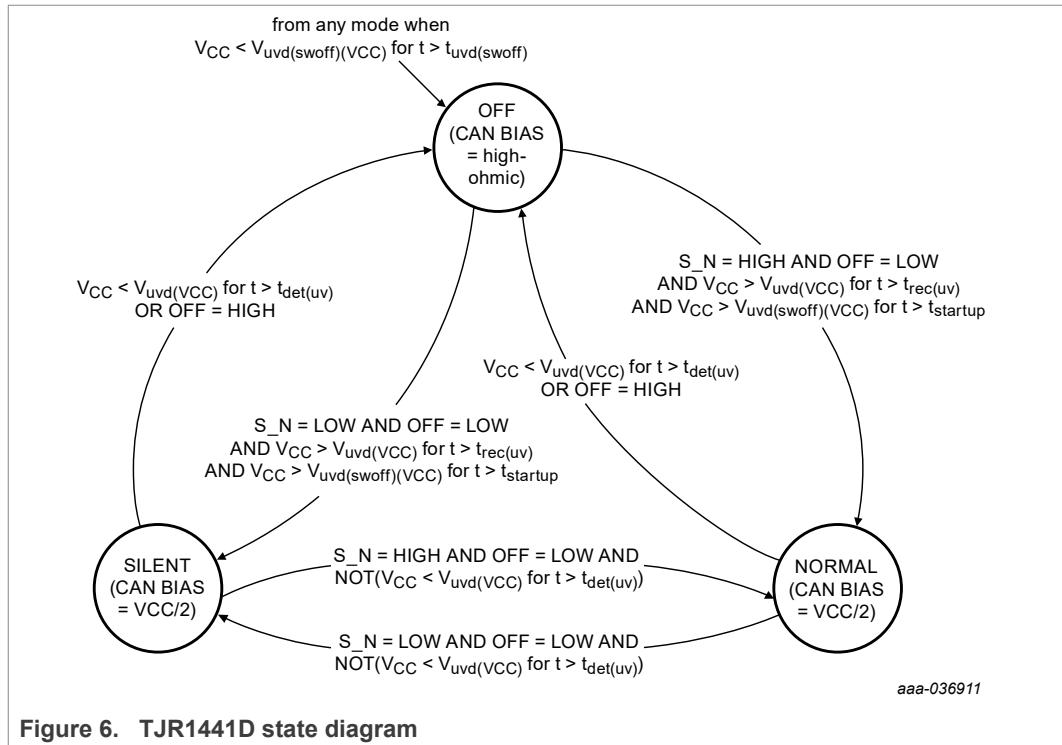 from any mode when
VCC < Vuvd(swoff)(VCC) for t > tuvd(swoff)
OFF
(CAN BIAS
= high-
ohmic)
S_N = HIGH AND OFF = LOW
AND VCC > Vuvd(VCC) for t > trec(uv)
AND VCC > Vuvd(swoff)(VCC) for t > tstartup
VCC < Vuvd(VCC) for t > tdet(uv)
OR OFF = HIGH
VCC < Vuvd(VCC) for t > tdet(uv)
OR OFF = HIGH
S_N = LOW AND OFF = LOW
AND VCC > Vuvd(VCC) for t > trec(uv)
AND VCC > Vuvd(swoff)(VCC) for t > tstartup
SILENT
(CAN BIAS
= VCC/2)
S_N = HIGH AND OFF = LOW AND
NOT(VCC < Vuvd(VCC) for t > tdet(uv))
NORMAL
(CAN BIAS
= VCC/2)
S_N = LOW AND OFF = LOW AND
NOT(VCC < Vuvd(VCC) for t > tdet(uv))
aaa-036911
Figure 6. TJR1441D state diagram